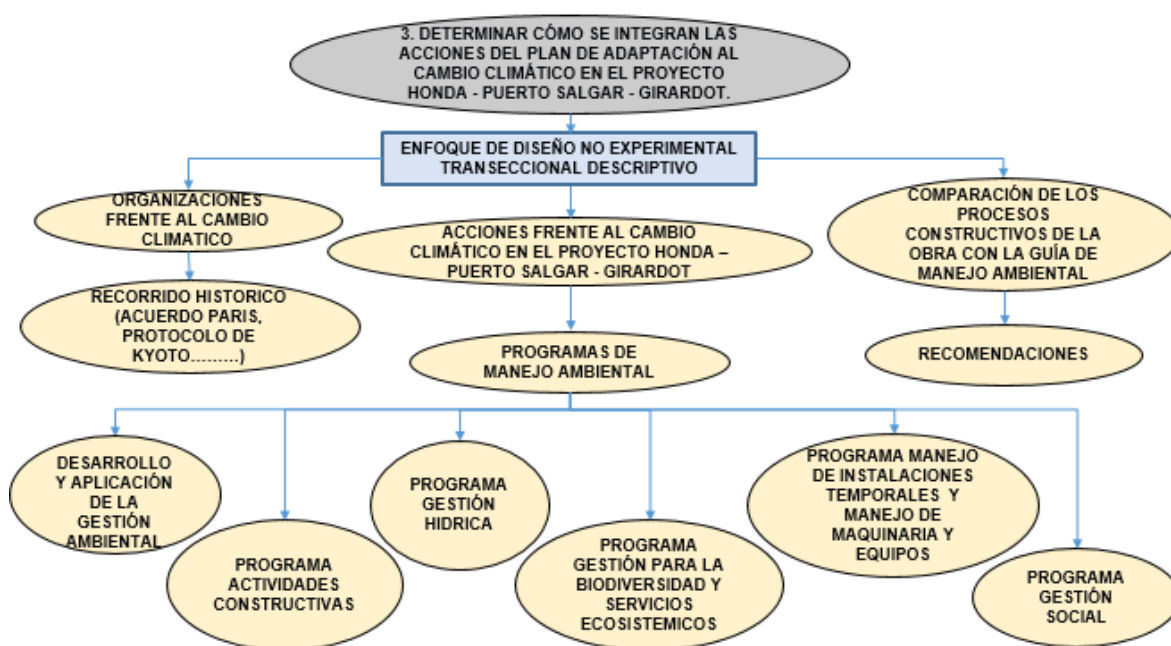 3. DETERMINAR CÓMO SE INTEGRAN LAS
ACCIONES DEL PLAN DE ADAPTACIÓN AL
CAMBIO CLIMÁTICO EN EL PROYECTO
HONDA - PUERTO SALGAR - GIRARDOT.
ENFOQUE DE DISEÑO NO EXPERIMENTAL
TRANSECCIONAL DESCRIPTIVO
ORGANIZACIONES
FRENTE AL CAMBIO
CLIMATICO
ACCIONES FRENTE AL CAMBIO
CLIMÁTICO EN EL PROYECTO HONDA –
PUERTO SALGAR - GIRARDOT
COMPARACIÓN DE LOS
PROCESOS
CONSTRUCTIVOS DE LA
OBRA CON LA GUÍA DE
MANEJO AMBIENTAL
RECORRIDO HISTORICO
(ACUERDO PARIS,
PROTOCOLO DE
KYOTO.........)
PROGRAMAS DE
MANEJO AMBIENTAL
RECOMENDACIONES
DESARROLLO
Y APLICACIÓN
DE LA
GESTIÓN
AMBIENTAL
PROGRAMA
ACTIVIDADES
CONSTRUCTIVAS
PROGRAMA
GESTIÓN
HIDRICA
PROGRAMA
GESTIÓN PARA LA
BIODIVERSIDAD Y
SERVICIOS
ECOSISTEMICOS
PROGRAMA MANEJO
DE INSTALACIONES
TEMPORALES Y
MANEJO DE
MAQUINARIA Y
EQUIPOS
PROGRAMA
GESTIÓN
SOCIAL